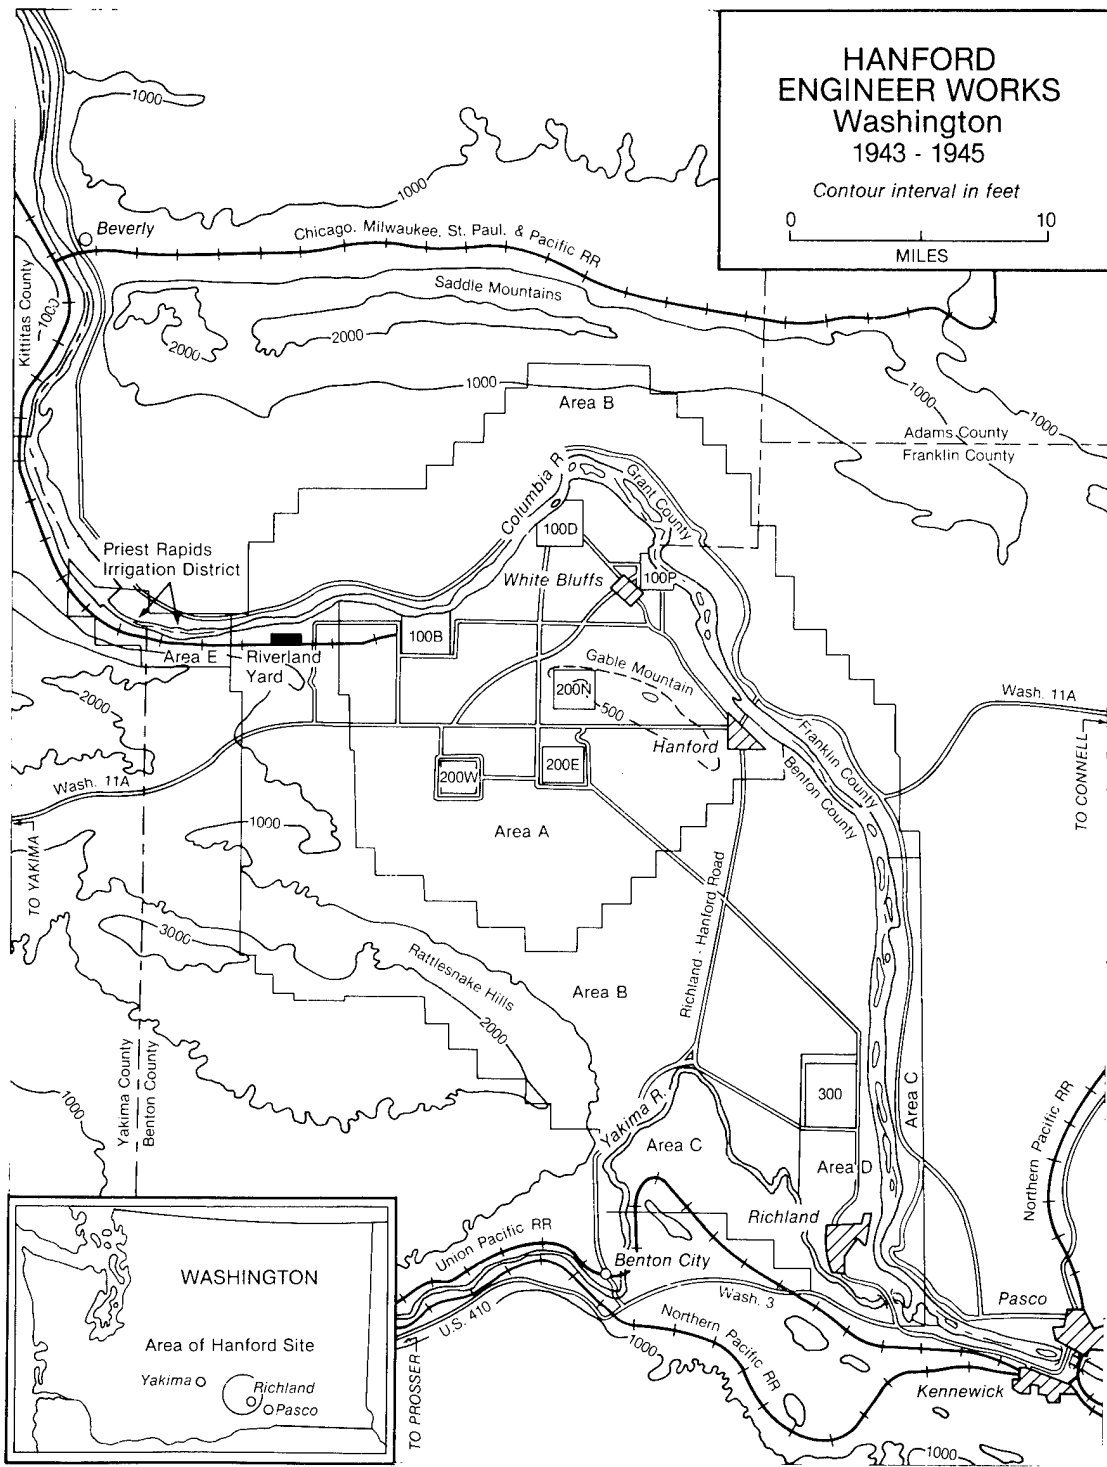 HANFORD
ENGINEER WORKS
Washington
1943 - 1945
Contour interval in feet
0 10
MILES
1000
1000
Beverly
Chicago. Milwaukee, St. Paul. & Pacific RR
Kittitas County
1000
Saddle Mountains
2000
2000
1000
1000
1000
Area B
Adams County
Franklin County
Columbia R.
Grant County
100D
Priest Rapids
Irrigation District
White Bluffs
100P
100B
Area E
Riverland
Yard
Gable Mountain
200N
500
2000
Wash. 11A
Hanford
Franklin County
Benton County
TO CONNELL
200W
200E
Wash. 11A
TO YAKIMA
1000
Area A
Richland - Hanford Road
3000
Rattlesnake Hills
2000
Area B
Yakima County
Benton County
1000
300
Area C
Yakima R.
Area C
Area D
Northern Pacific RR
Richland
Union Pacific RR
Benton City
Wash. 3
Pasco
U.S. 410
Northern Pacific RR
1000
TO PROSSER
Kennewick
1000
WASHINGTON
Area of Hanford Site
Yakima
Richland
Pasco